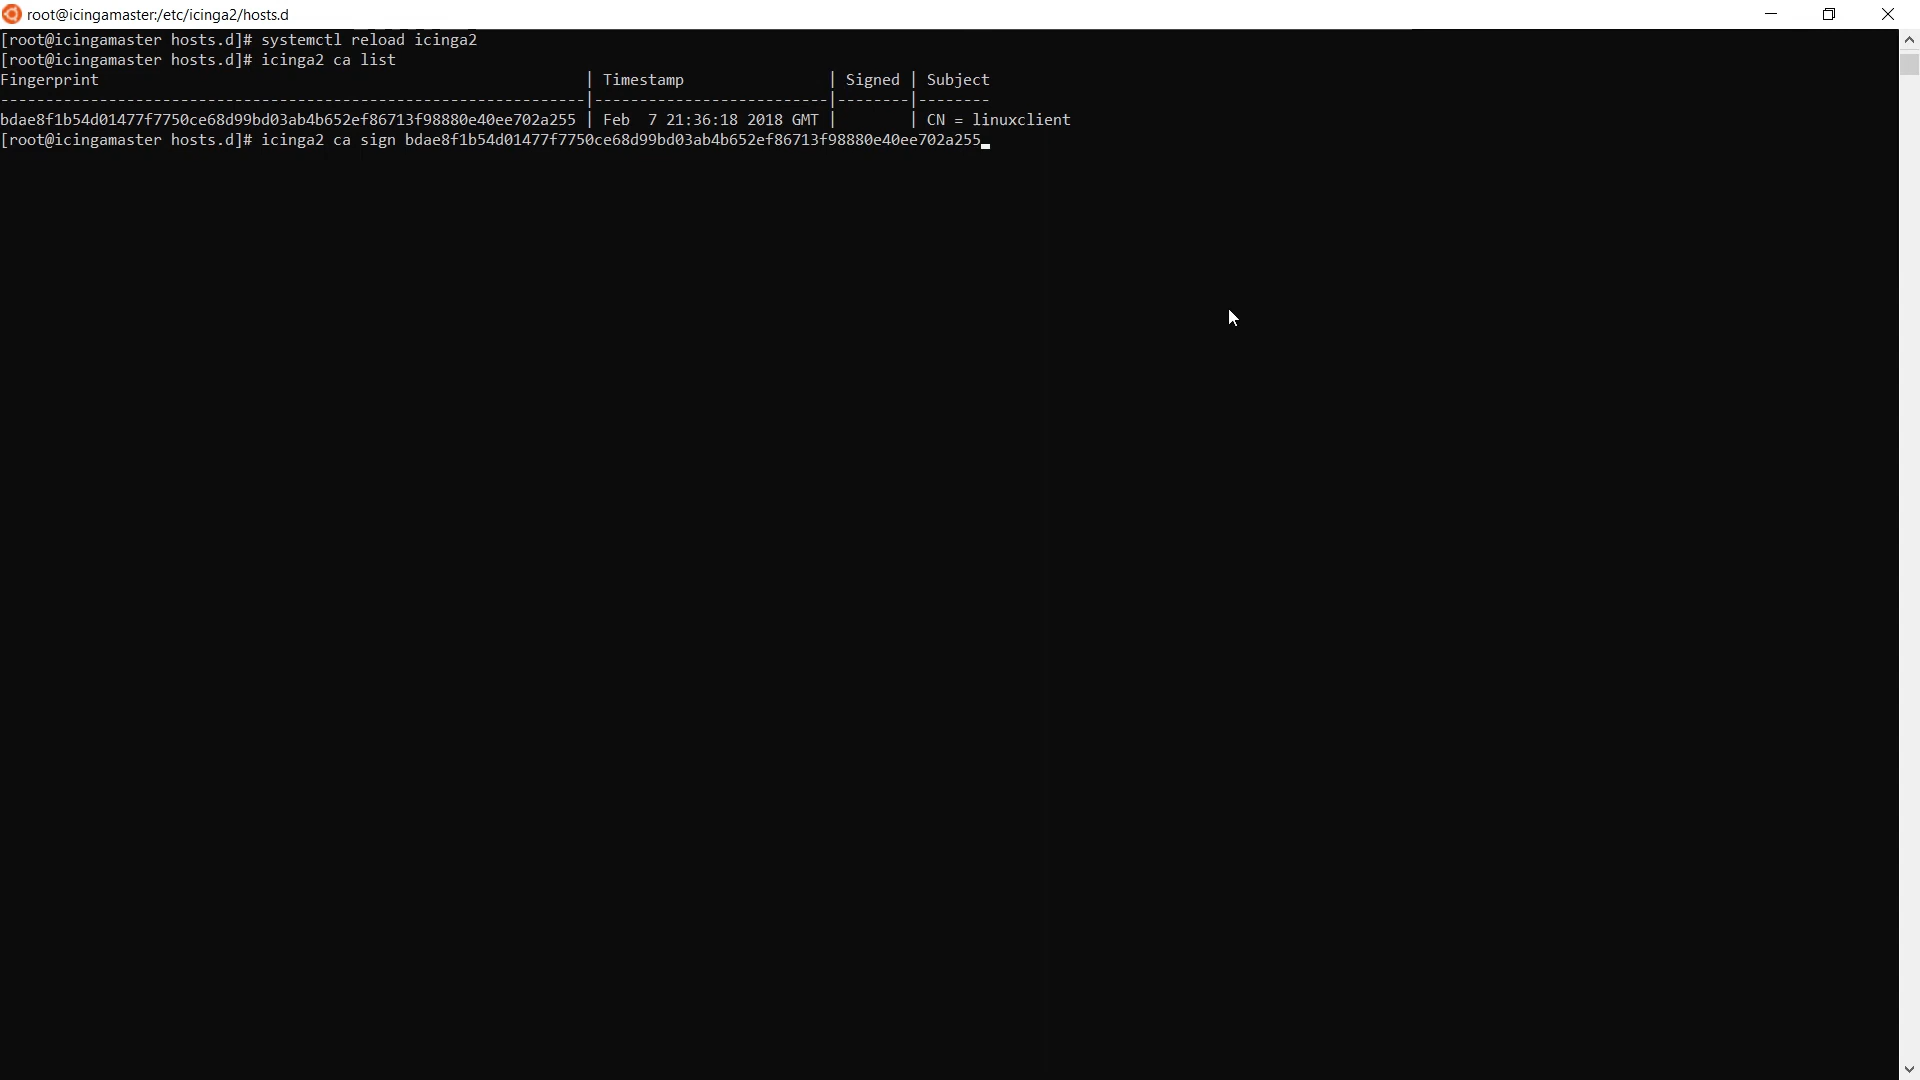 root@icingamaster:/etc/icinga2/hosts.d
[root@icingamaster hosts.d]# systemctl reload icinga2
[root@icingamaster hosts.d]# icinga2 ca list
Fingerprint                                                      | Timestamp                | Signed | Subject
-----------------------------------------------------------------|--------------------------|--------|--------
bdae8f1b54d01477f7750ce68d99bd03ab4b652ef86713f98880e40ee702a255 | Feb  7 21:36:18 2018 GMT |        | CN = linuxclient
[root@icingamaster hosts.d]# icinga2 ca sign bdae8f1b54d01477f7750ce68d99bd03ab4b652ef86713f98880e40ee702a255